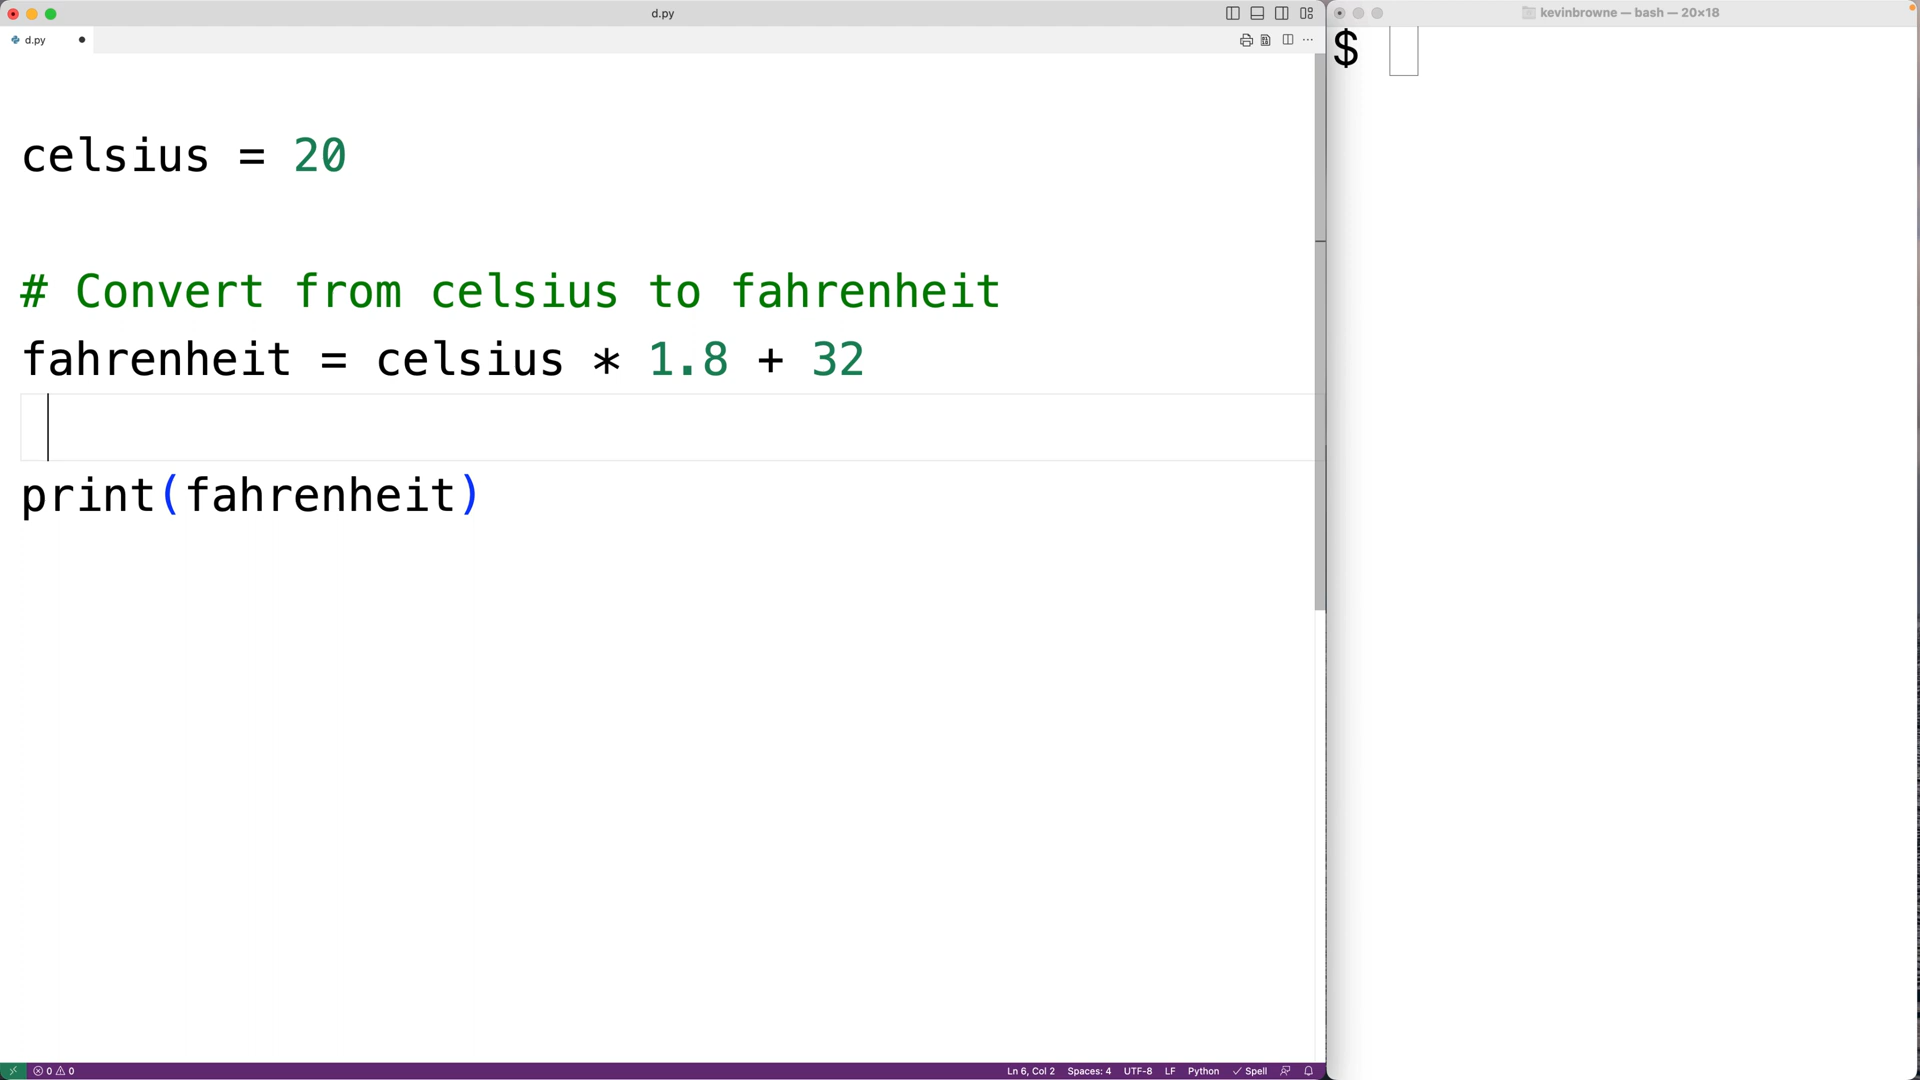 d.py
d.py
celsius = 20
# Convert from celsius to fahrenheit
fahrenheit = celsius * 1.8 + 32
print(fahrenheit)
0 0
Ln 6, Col 2 Spaces: 4 UTF-8 LF Python Spell
kevinbrowne — bash — 20×18
$